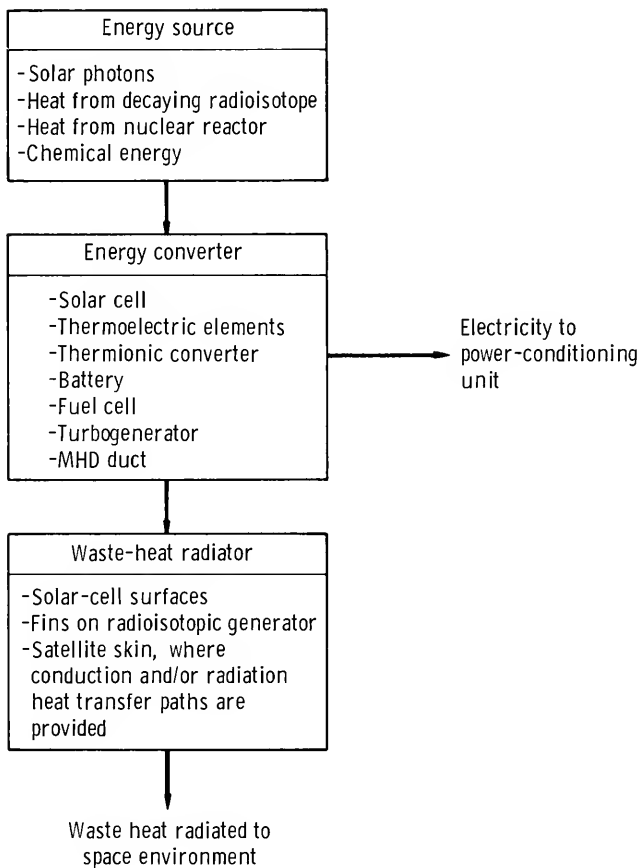 Energy source
-Solar photons
-Heat from decaying radioisotope
-Heat from nuclear reactor
-Chemical energy
Energy converter
-Solar cell
-Thermoelectric elements
-Thermionic converter
-Battery
-Fuel cell
-Turbogenerator
-MHD duct
Electricity to
power-conditioning
unit
Waste-heat radiator
-Solar-cell surfaces
-Fins on radioisotopic generator
-Satellite skin, where
conduction and/or radiation
heat transfer paths are
provided
Waste heat radiated to
space environment